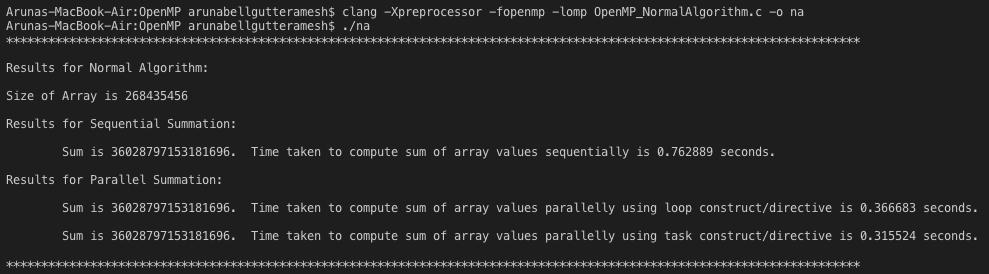 Arunas-MacBook-Air:OpenMP arunabellgutteramesh$ clang -Xpreprocessor -fopenmp -lomp OpenMP_NormalAlgorithm.c -o na
Arunas-MacBook-Air:OpenMP arunabellgutteramesh$ ./na
**************************************************************************************************************************
Results for Normal Algorithm:
Size of Array is 268435456
Results for Sequential Summation:
Sum is 36028797153181696.  Time taken to compute sum of array values sequentially is 0.762889 seconds.
Results for Parallel Summation:
Sum is 36028797153181696.  Time taken to compute sum of array values parallelly using loop construct/directive is 0.366683 seconds.
Sum is 36028797153181696.  Time taken to compute sum of array values parallelly using task construct/directive is 0.315524 seconds.
**************************************************************************************************************************